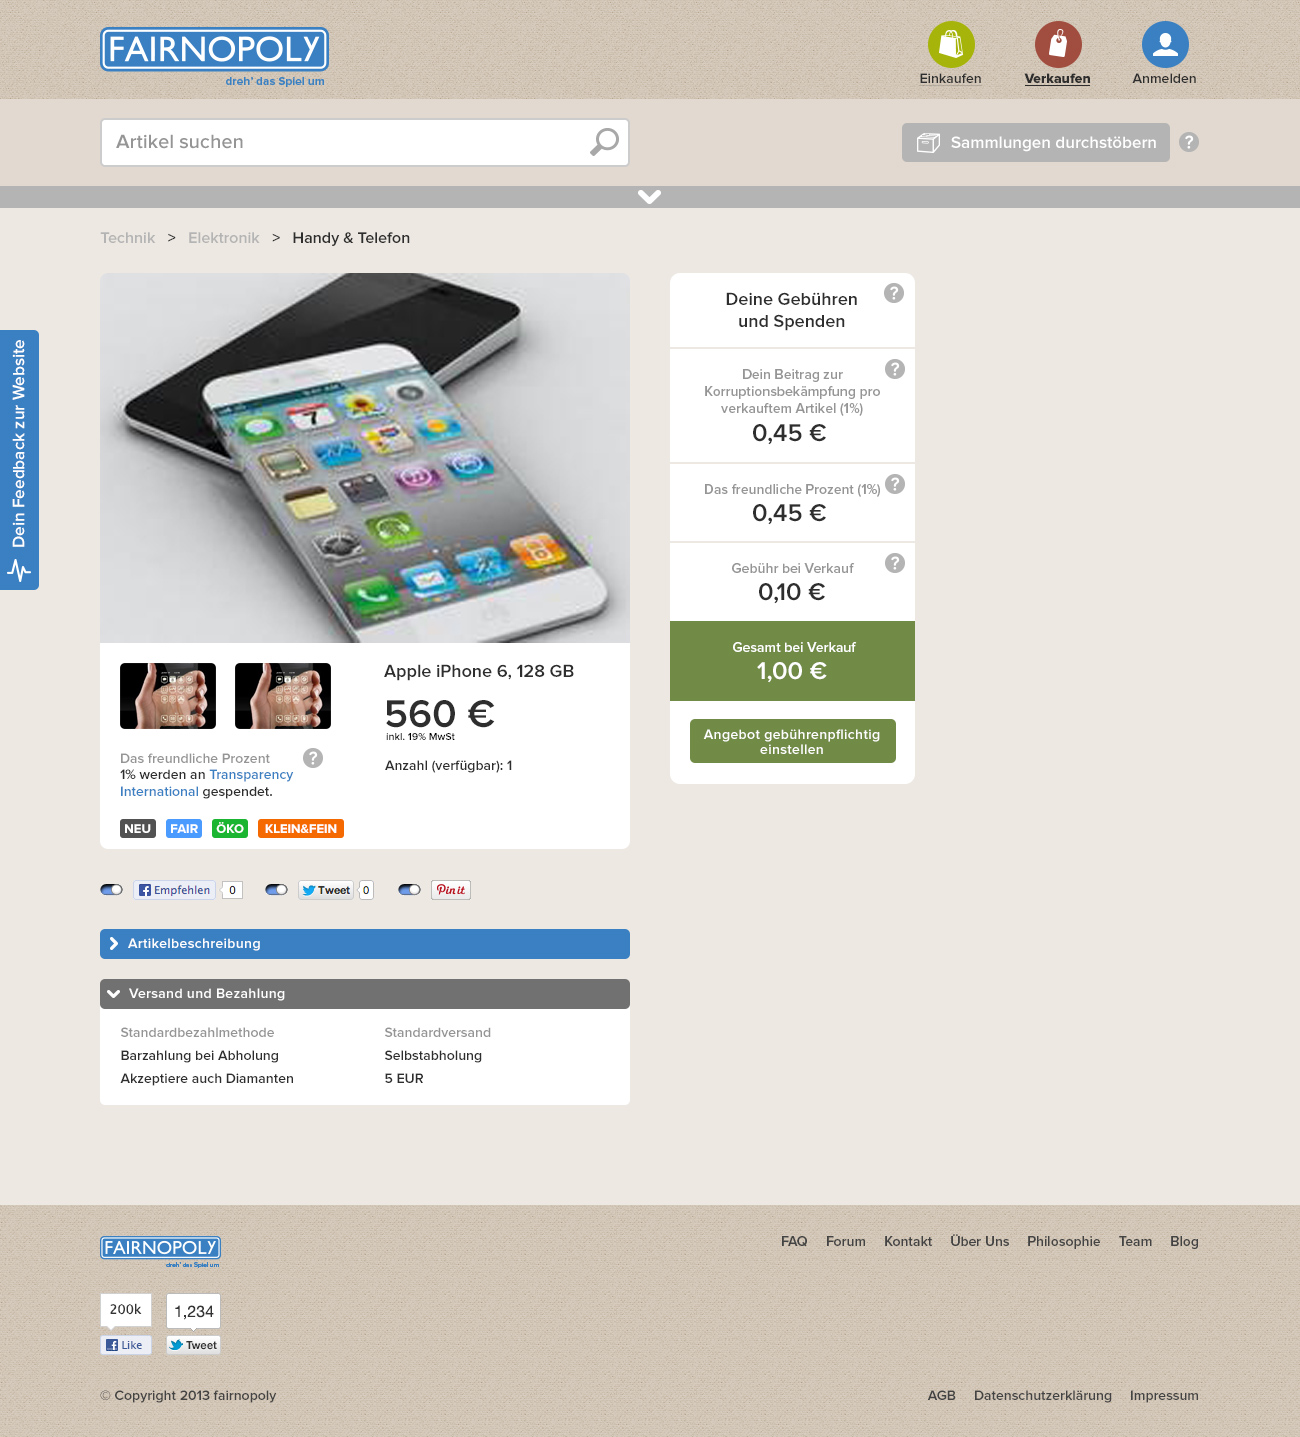 FAIRNOPOLY
dreh' das Spiel um
Einkaufen
Verkaufen
Anmelden
Artikel suchen
Sammlungen durchstöbern
?
Technik > Elektronik > Handy & Telefon
Dein Feedback zur Website
7
Deine Gebühren
und Spenden
?
Dein Beitrag zur
Korruptionsbekämpfung pro
verkauftem Artikel (1%)
?
0,45 €
Das freundliche Prozent (1%)
?
0,45 €
Gebühr bei Verkauf
?
0,10 €
Gesamt bei Verkauf
1,00 €
Angebot gebührenpflichtig
einstellen
Apple iPhone 6, 128 GB
560 €
inkl. 19% MwSt
Anzahl (verfügbar): 1
Das freundliche Prozent
?
1% werden an Transparency
International gespendet.
NEU
FAIR
ÖKO
KLEIN&FEIN
Empfehlen
0
Tweet
0
Pin it
Artikelbeschreibung
Versand und Bezahlung
Standardbezahlmethode
Barzahlung bei Abholung
Akzeptiere auch Diamanten
Standardversand
Selbstabholung
5 EUR
FAIRNOPOLY
dreh' das Spiel um
FAQ
Forum
Kontakt
Über Uns
Philosophie
Team
Blog
200k
Like
1,234
Tweet
© Copyright 2013 fairnopoly
AGB
Datenschutzerklärung
Impressum